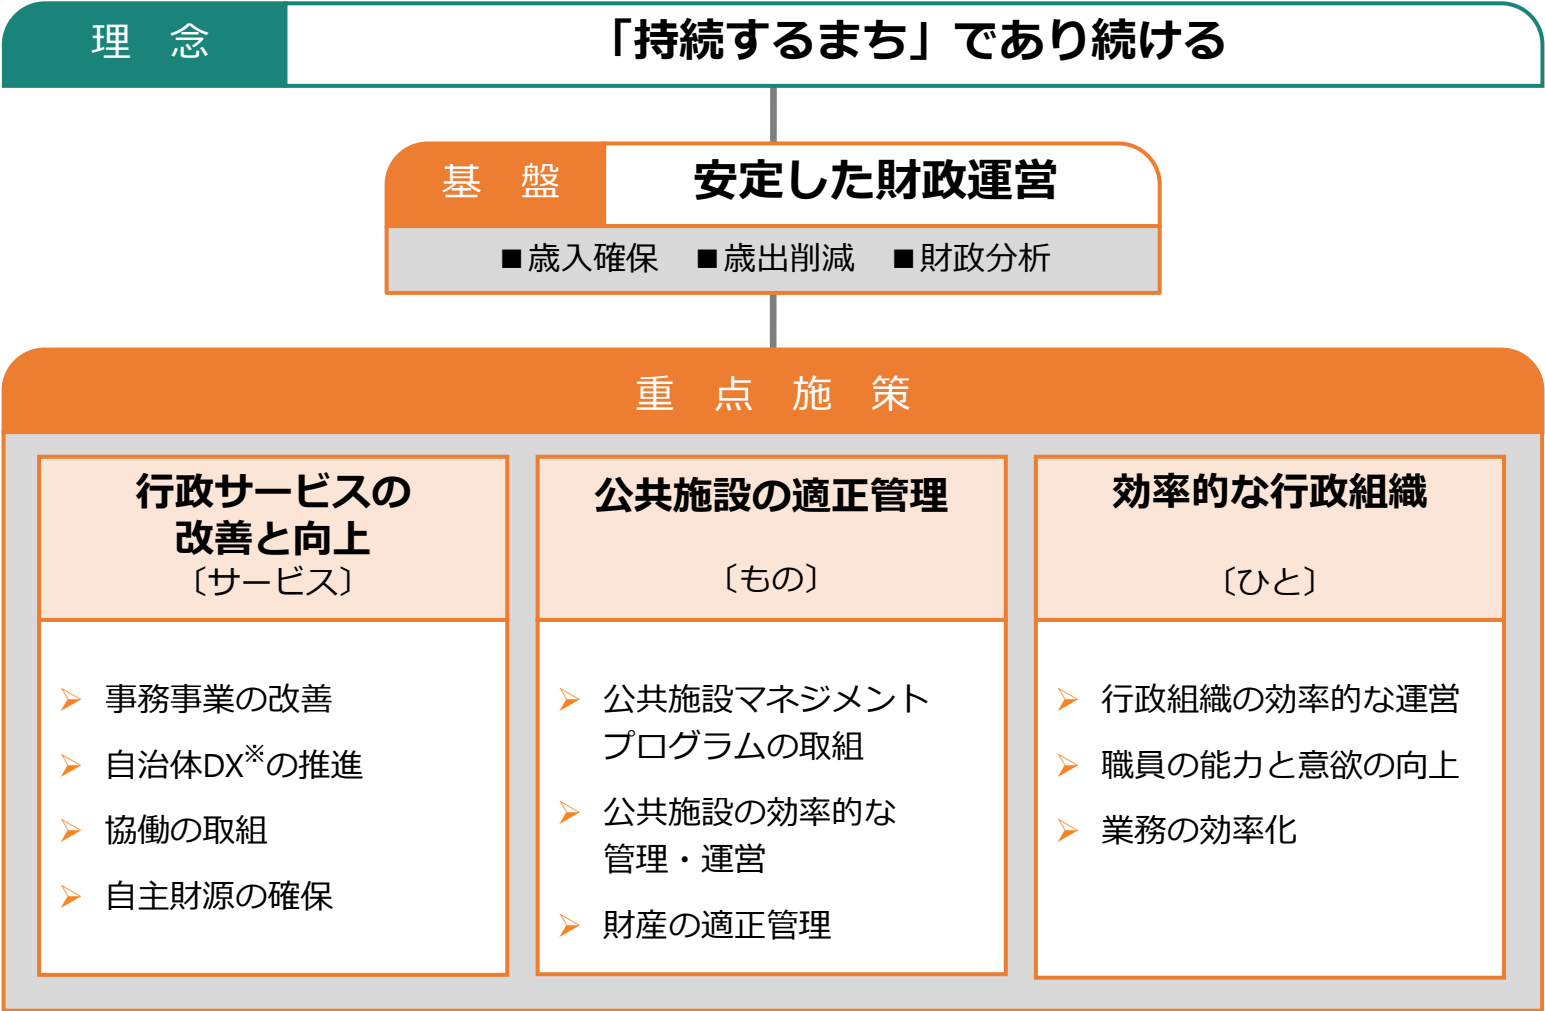 理　念
「持続するまち」であり続ける
基　盤
安定した財政運営
■歳入確保　■歳出削減　■財政分析
重　点　施　策
行政サービスの
改善と向上
〔サービス〕
➢ 事務事業の改善
➢ 自治体DX※の推進
➢ 協働の取組
➢ 自主財源の確保
公共施設の適正管理
〔もの〕
➢ 公共施設マネジメント
プログラムの取組
➢ 公共施設の効率的な
管理・運営
➢ 財産の適正管理
効率的な行政組織
〔ひと〕
➢ 行政組織の効率的な運営
➢ 職員の能力と意欲の向上
➢ 業務の効率化